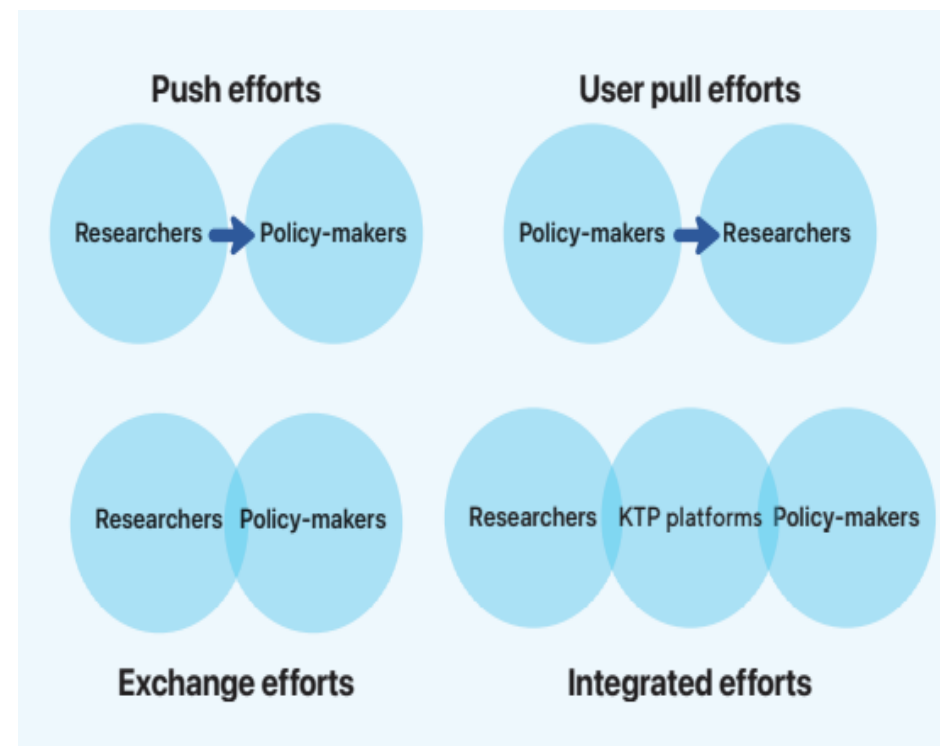 Push efforts
User pull efforts
Researchers
Policy-makers
Policy-makers
Researchers
Researchers
Policy-makers
Researchers
KTP platforms
Policy-makers
Exchange efforts
Integrated efforts